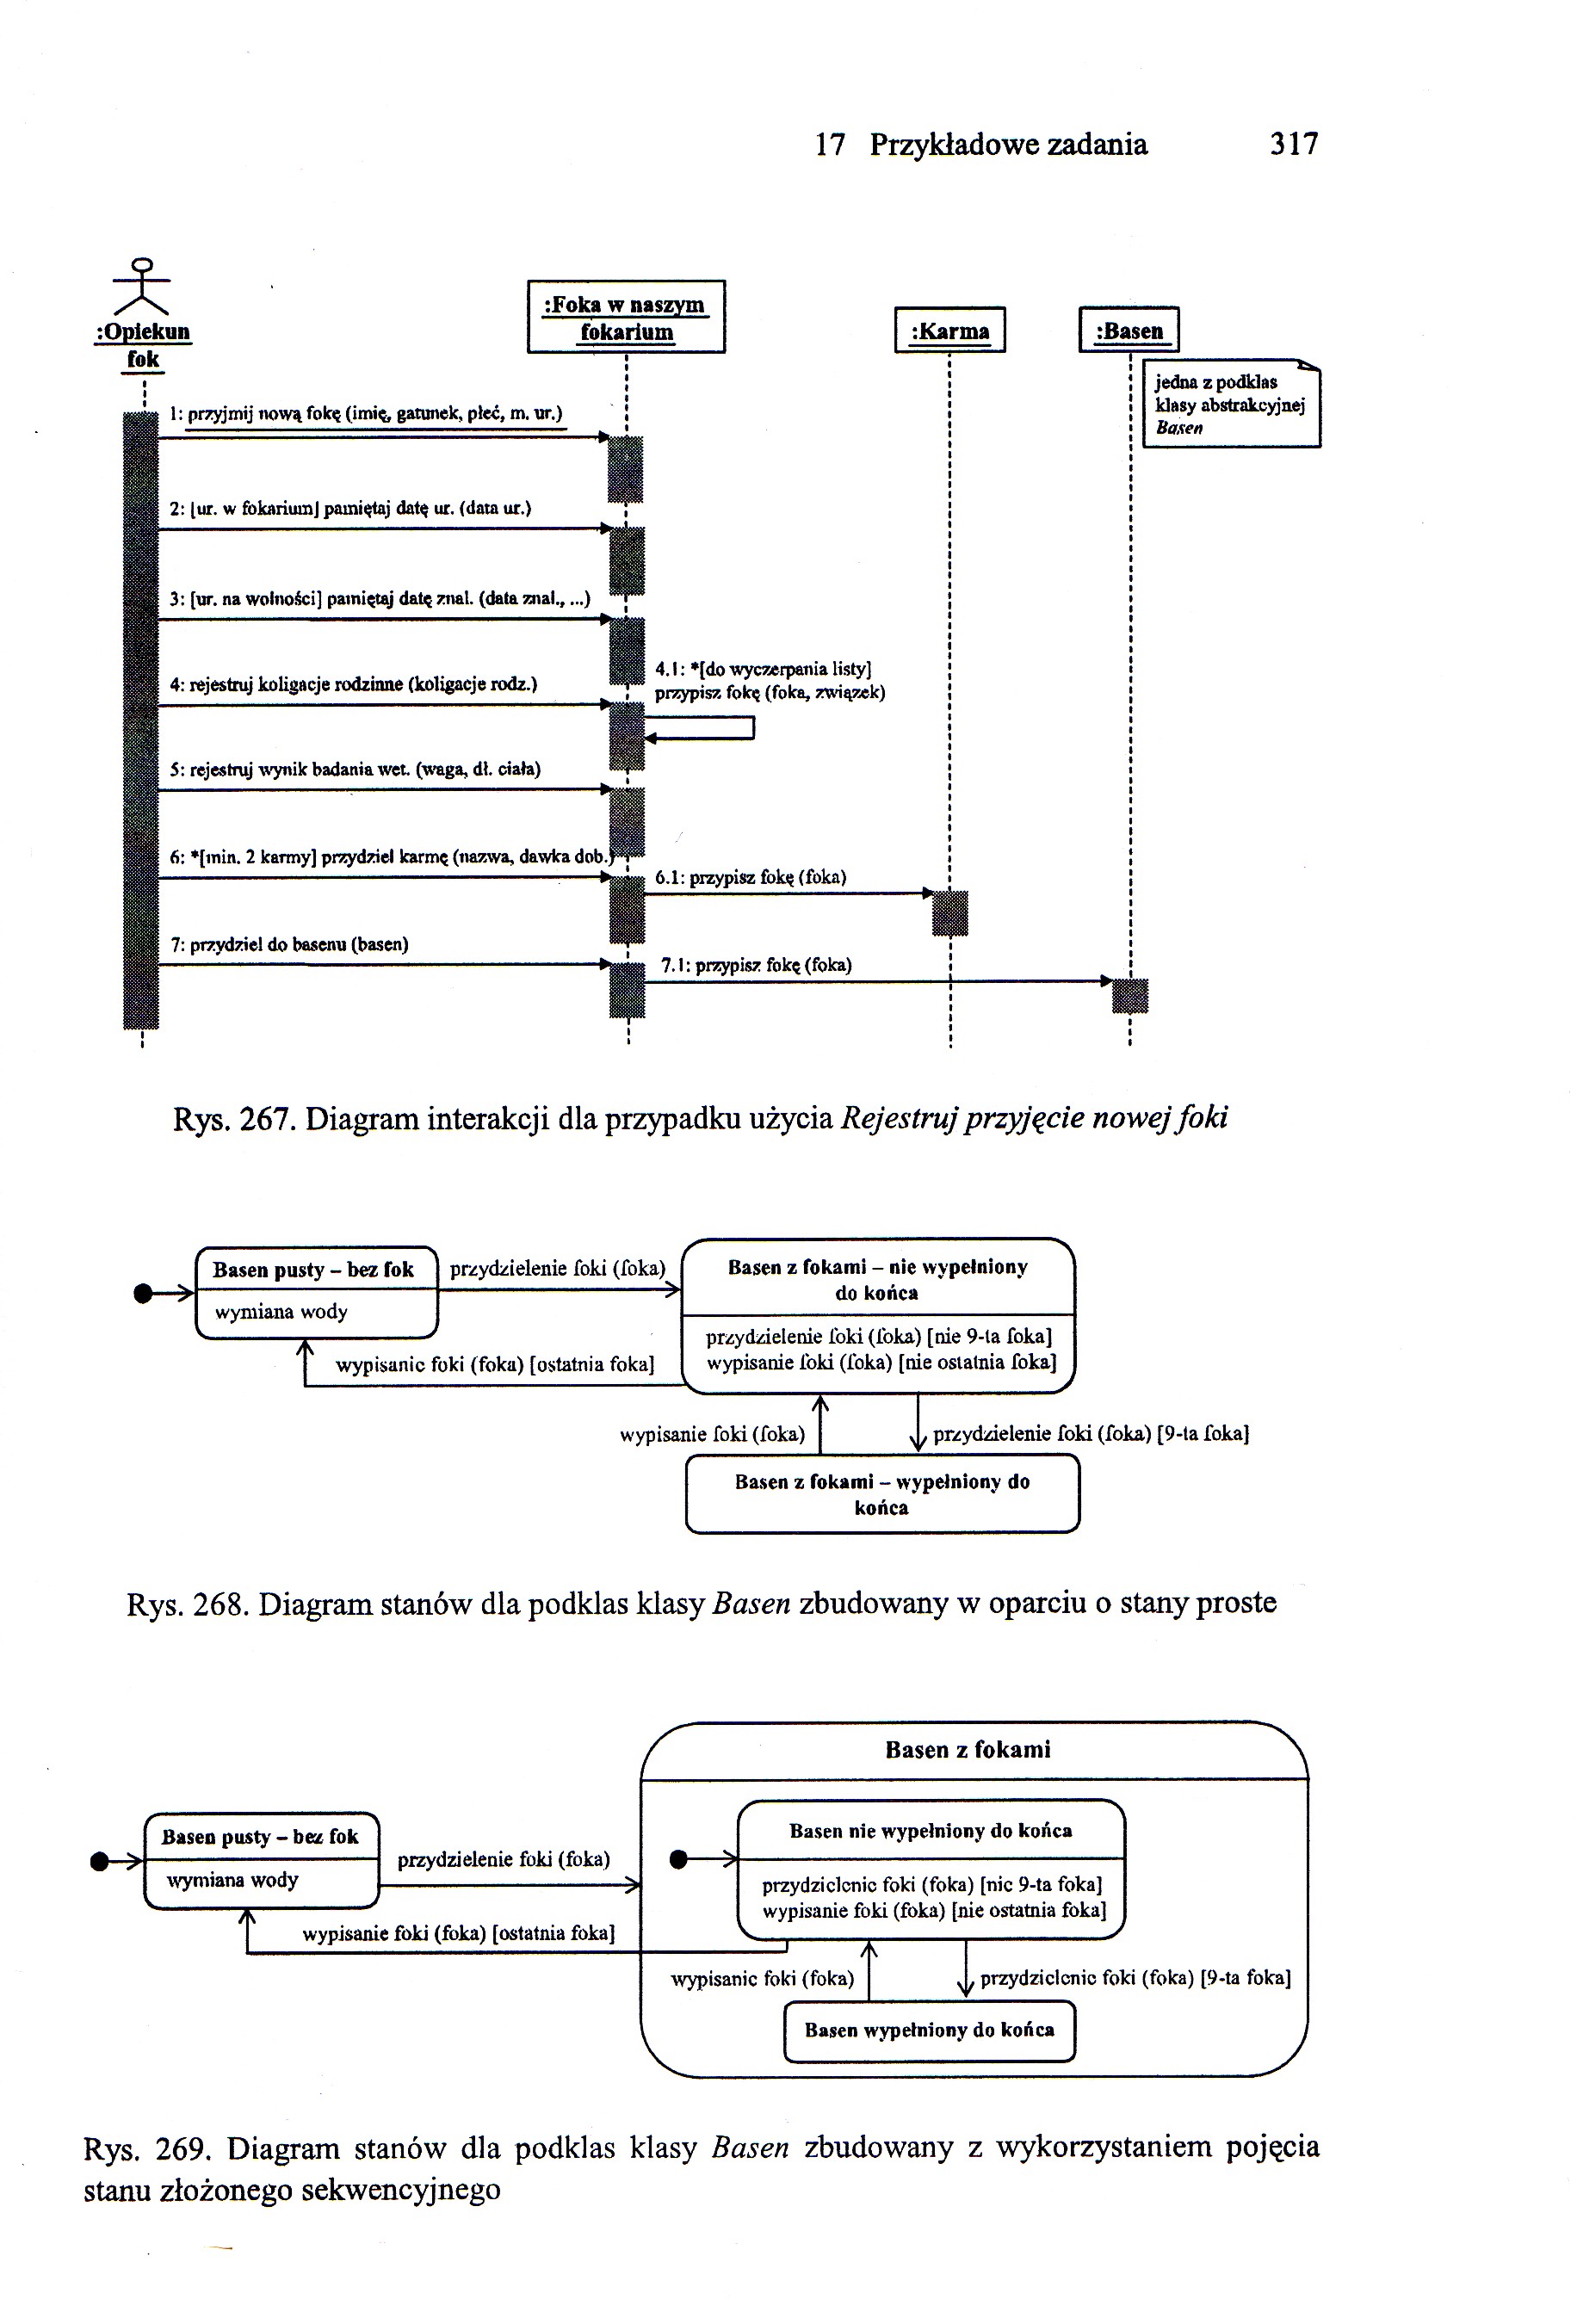 17 Przykładowe zadania 317
:Opiekun
fok
:Foka w naszym
fokarium
:Karma
:Basen
jedna z podklas
klasy abstrakcyjnej
Basen
1: przyjmij nową fokę (imię, gatunek, płeć, m. ur.)
2: [ur. w fokarium] pamiętaj datę ur. (data ur.)
3: [ur. na wolności] pamiętaj datę znal. (data znal., ...)
4: rejestruj koligacje rodzinne (koligacje rodz.)
4.1: *[do wyczerpania listy]
przypisz fokę (foka, związek)
5: rejestruj wynik badania wet. (waga, dł. ciała)
6: *[min. 2 karmy] przydziel karmę (nazwa, dawka dob.)
6.1: przypisz fokę (foka)
7: przydziel do basenu (basen)
7.1: przypisz fokę (foka)
Rys. 267. Diagram interakcji dla przypadku użycia Rejestruj przyjęcie nowej foki
Basen pusty – bez fok
wymiana wody
przydzielenie foki (foka)
Basen z fokami – nie wypełniony
do końca
przydzielenie foki (foka) [nie 9-ta foka]
wypisanie foki (foka) [nie ostatnia foka]
wypisanie foki (foka) [ostatnia foka]
wypisanie foki (foka)
przydzielenie foki (foka) [9-ta foka]
Basen z fokami – wypełniony do
końca
Rys. 268. Diagram stanów dla podklas klasy Basen zbudowany w oparciu o stany proste
Basen z fokami
Basen pusty – bez fok
wymiana wody
przydzielenie foki (foka)
Basen nie wypełniony do końca
przydzielenie foki (foka) [nie 9-ta foka]
wypisanie foki (foka) [nie ostatnia foka]
wypisanie foki (foka) [ostatnia foka]
wypisanie foki (foka)
przydzielenie foki (foka) [9-ta foka]
Basen wypełniony do końca
Rys. 269. Diagram stanów dla podklas klasy Basen zbudowany z wykorzystaniem pojęcia
stanu złożonego sekwencyjnego